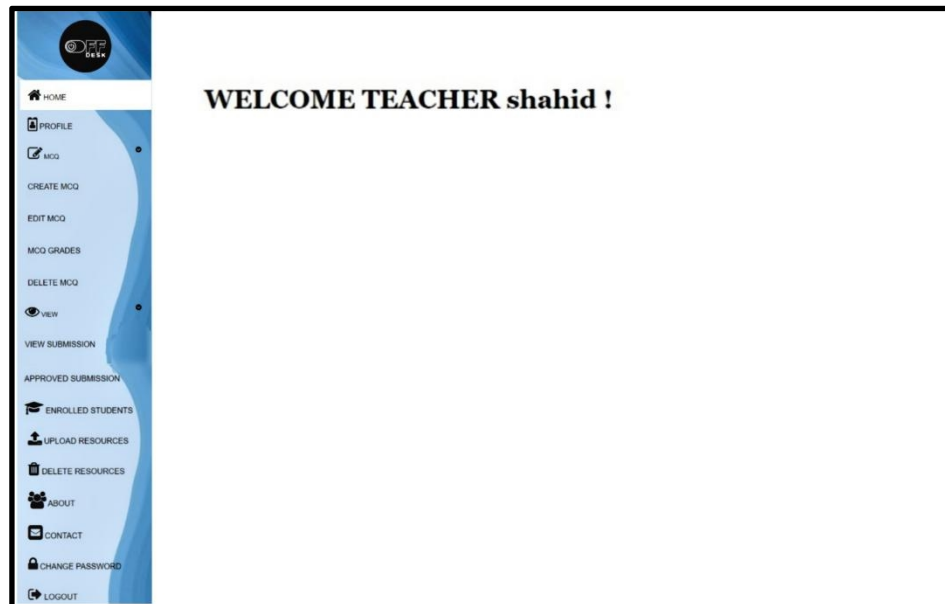 OFF
DESK
HOME
WELCOME TEACHER shahid !
PROFILE
MCQ
CREATE MCQ
EDIT MCQ
MCQ GRADES
DELETE MCQ
VIEW
VIEW SUBMISSION
APPROVED SUBMISSION
ENROLLED STUDENTS
UPLOAD RESOURCES
DELETE RESOURCES
ABOUT
CONTACT
CHANGE PASSWORD
LOGOUT